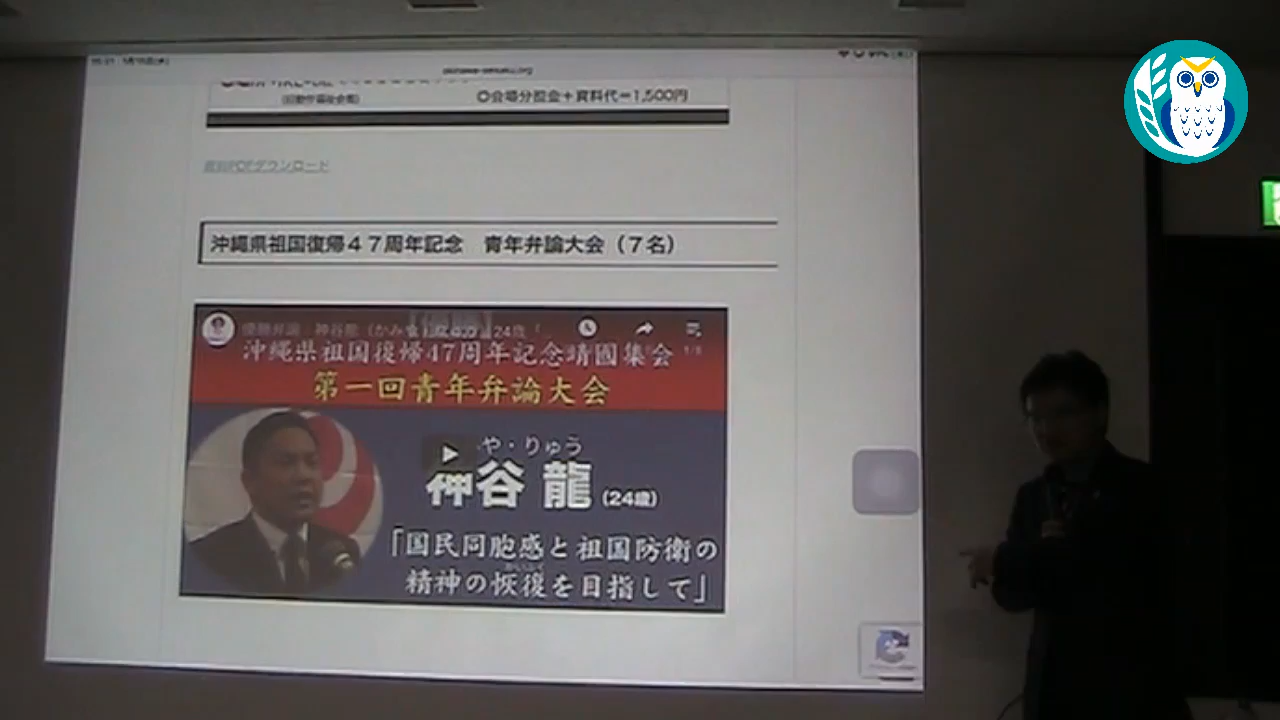 ◎会場分担金＋資料代＝1,500円
沖縄県祖国復帰４７周年記念　青年弁論大会（７名）
沖縄県祖国復帰47周年記念靖國集会
第一回青年弁論大会
や・りゅう
神谷 龍 (24歳)
「国民同胞感と祖国防衛の
精神の恢復を目指して」